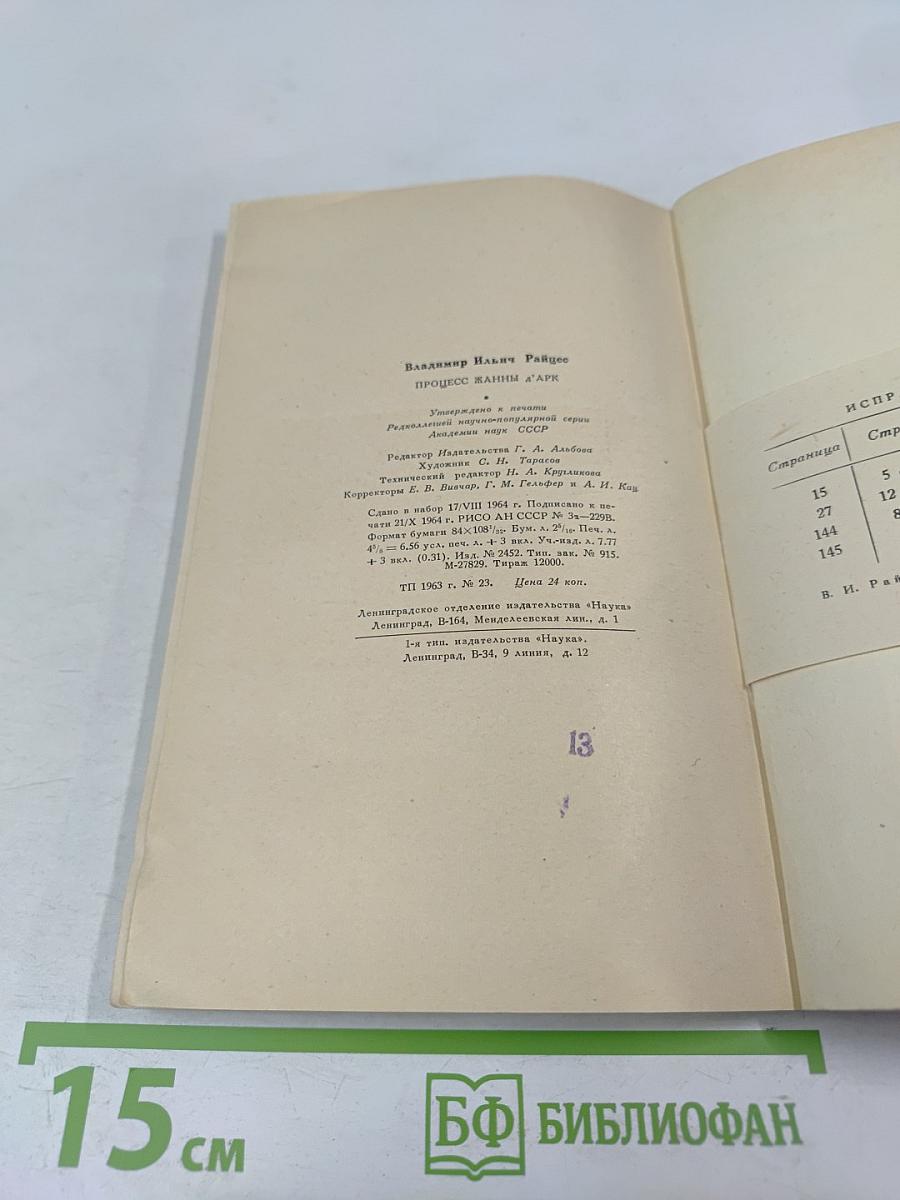 Владимир Ильич Райцес
ПРОЦЕСС ЖАННЫ д'АРК
*
Утверждено к печати
Редколлегией научно-популярной серии
Академии наук СССР
Редактор Издательства Г. А. Альбова
Художник С. Н. Тарасов
Технический редактор Н. А. Кругликова
Корректоры Е. В. Вивчар, Г. М. Гельфер и А. И. Кац
Сдано в набор 17/VIII 1964 г. Подписано к пе-
чати 21/X 1964 г. РИСО АН СССР № 3а—229В.
Формат бумаги 84×108¹/₃₂. Бум. л. 2⁵/₁₆. Печ. л.
4⁵/₈ = 6.56 усл. печ. л. + 3 вкл. Уч.-изд. л. 7.77
+ 3 вкл. (0.31). Изд. № 2452. Тип. зак. № 915.
М-27829. Тираж 12000.
ТП 1963 г. № 23. Цена 24 коп.
Ленинградское отделение издательства «Наука»
Ленинград, В-164, Менделеевская лин., д. 1
1-я тип. издательства «Наука».
Ленинград, В-34, 9 линия, д. 12
13
ИСПР
Страница Стр
15 5
27 12
144 8
145
В. И. Рай
15 см
БФ БИБЛИОФАН